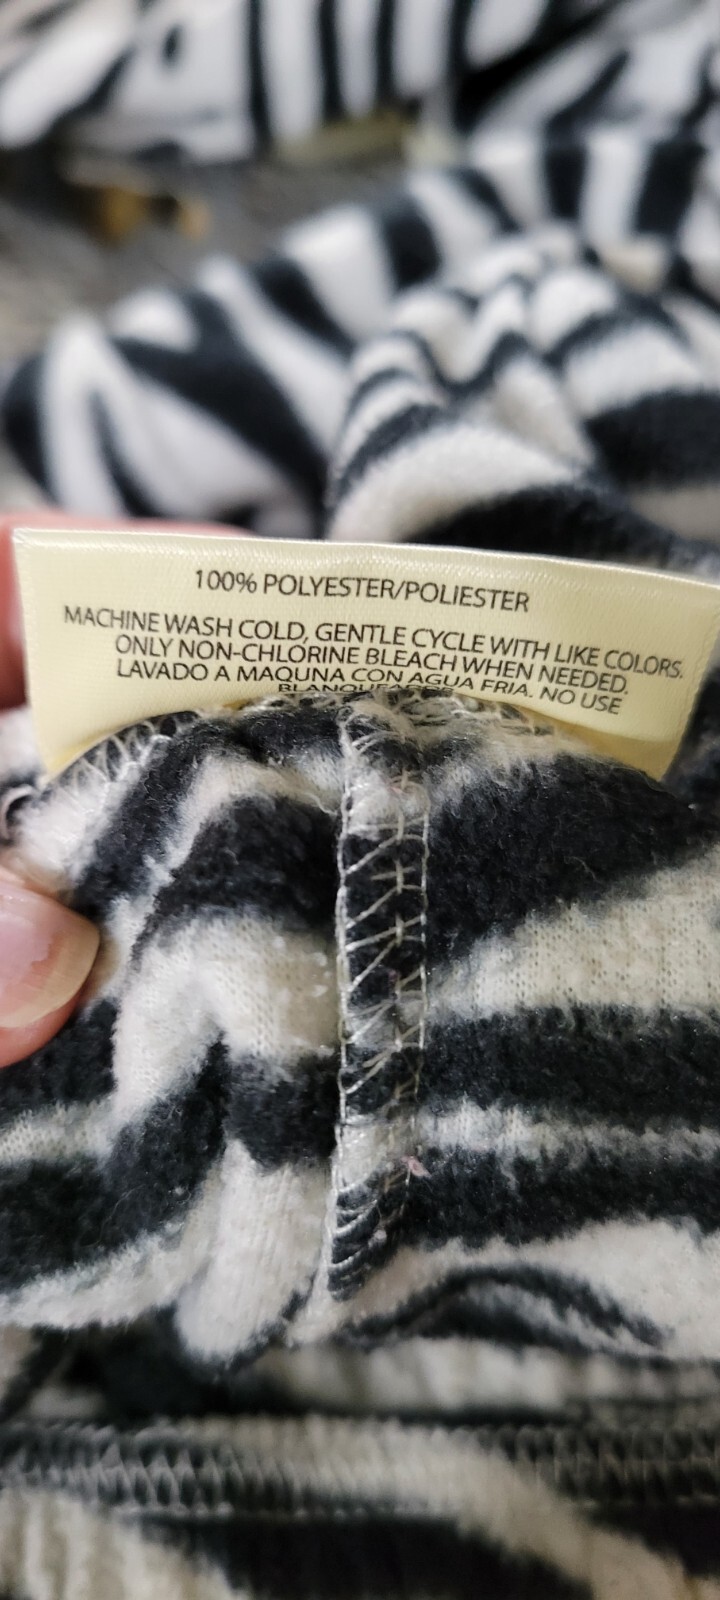 100% POLYESTER/POLIESTER
MACHINE WASH COLD, GENTLE CYCLE WITH LIKE COLORS.
ONLY NON-CHLORINE BLEACH WHEN NEEDED.
LAVADO A MAQUNA CON AGUA FRIA. NO USE
BLANQUEADOR